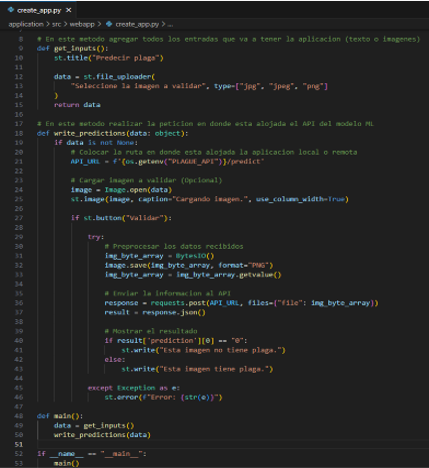 create_app.py ×
application > src > webapp > create_app.py > ...
8 # En este metodo agregar todos los entradas que va a tener la aplicacion (texto o imagenes)
9 def get_inputs():
10 st.title("Predecir plaga")
12 data = st.file_uploader(
13 "Seleccione la imagen a validar", type=["jpg", "jpeg", "png"]
14 )
15 return data
16
17 # En este metodo realizar la peticion en donde esta alojada el API del modelo ML
18 def write_predictions(data: object):
19 if data is not None:
20 # Colocar la ruta en donde esta alojada la aplicacion local o remota
21 API_URL = f'{os.getenv("PLAGUE_API")}/predict'
22
23 # Cargar imagen a validar (Opcional)
24 image = Image.open(data)
25 st.image(image, caption="Cargando imagen.", use_column_width=True)
26
27 if st.button("Validar"):
28
29 try:
30 # Preprocesar los datos recibidos
31 img_byte_array = BytesIO()
32 image.save(img_byte_array, format="PNG")
33 img_byte_array = img_byte_array.getvalue()
34
35 # Enviar la informacion al API
36 response = requests.post(API_URL, files={"file": img_byte_array})
37 result = response.json()
38
39 # Mostrar el resultado
40 if result['prediction'][0] == "0":
41 st.write("Esta imagen no tiene plaga.")
42 else:
43 st.write("Esta imagen tiene plaga.")
44
45 except Exception as e:
46 st.error(f"Error: {str(e)}")
47
48 def main():
49 data = get_inputs()
50 write_predictions(data)
51
52 if __name__ == "__main__":
53 main()